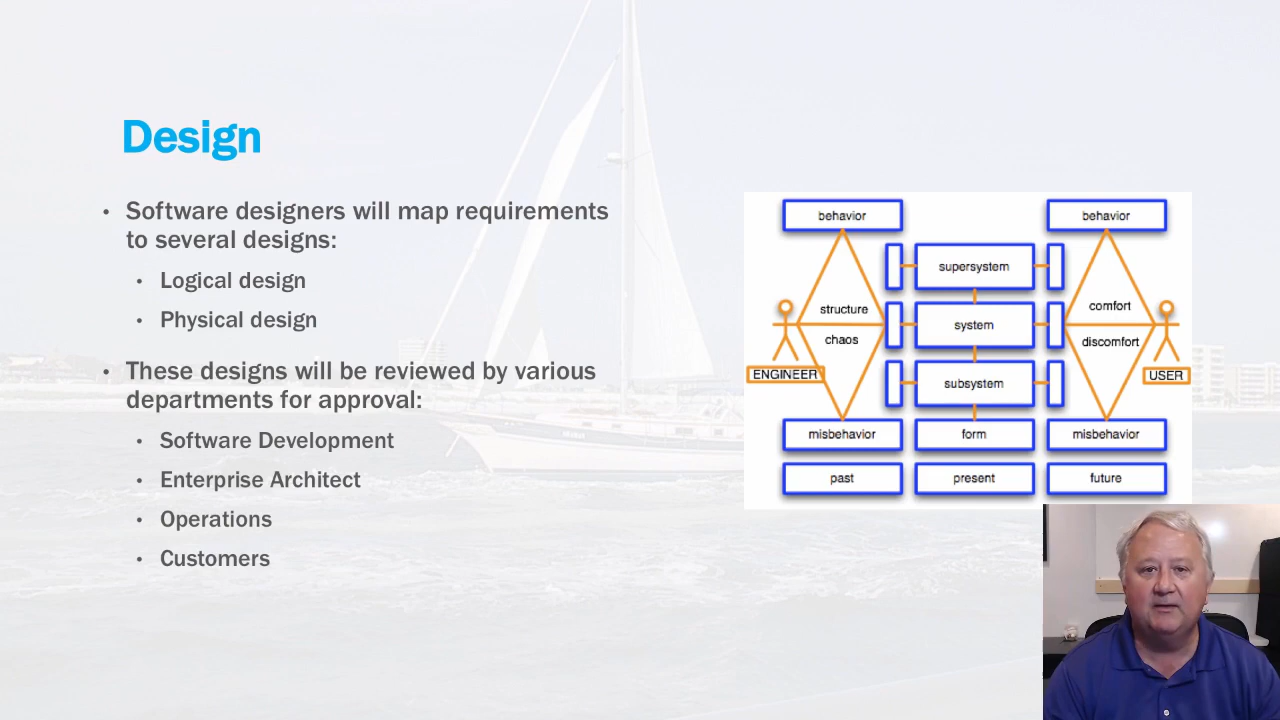 Design
• Software designers will map requirements
to several designs:
• Logical design
• Physical design
• These designs will be reviewed by various
departments for approval:
• Software Development
• Enterprise Architect
• Operations
• Customers
behavior
behavior
supersystem
structure
comfort
system
chaos
discomfort
ENGINEER
USER
subsystem
misbehavior
form
misbehavior
past
present
future